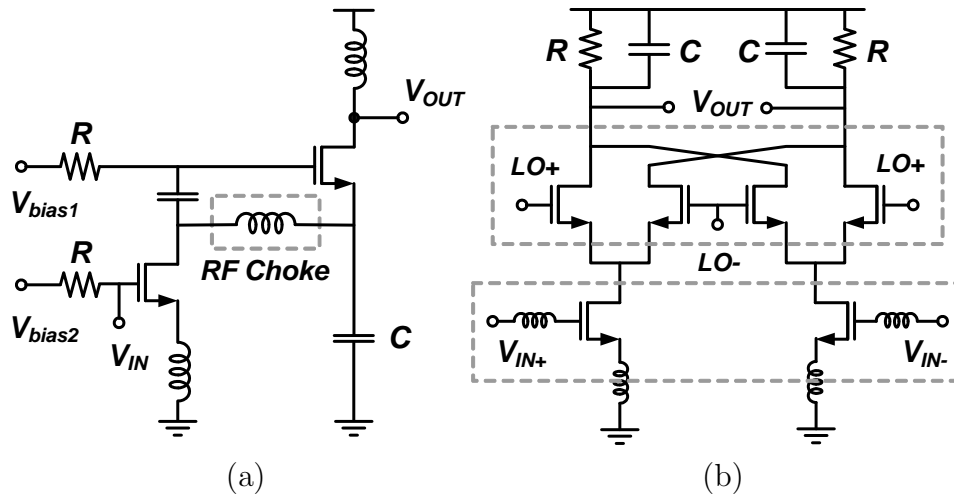 R
V_OUT
V_bias1
R
RF Choke
V_bias2
V_IN
C
R
C
C
R
V_OUT
LO+
LO+
LO-
V_IN+
V_IN-
(a)
(b)